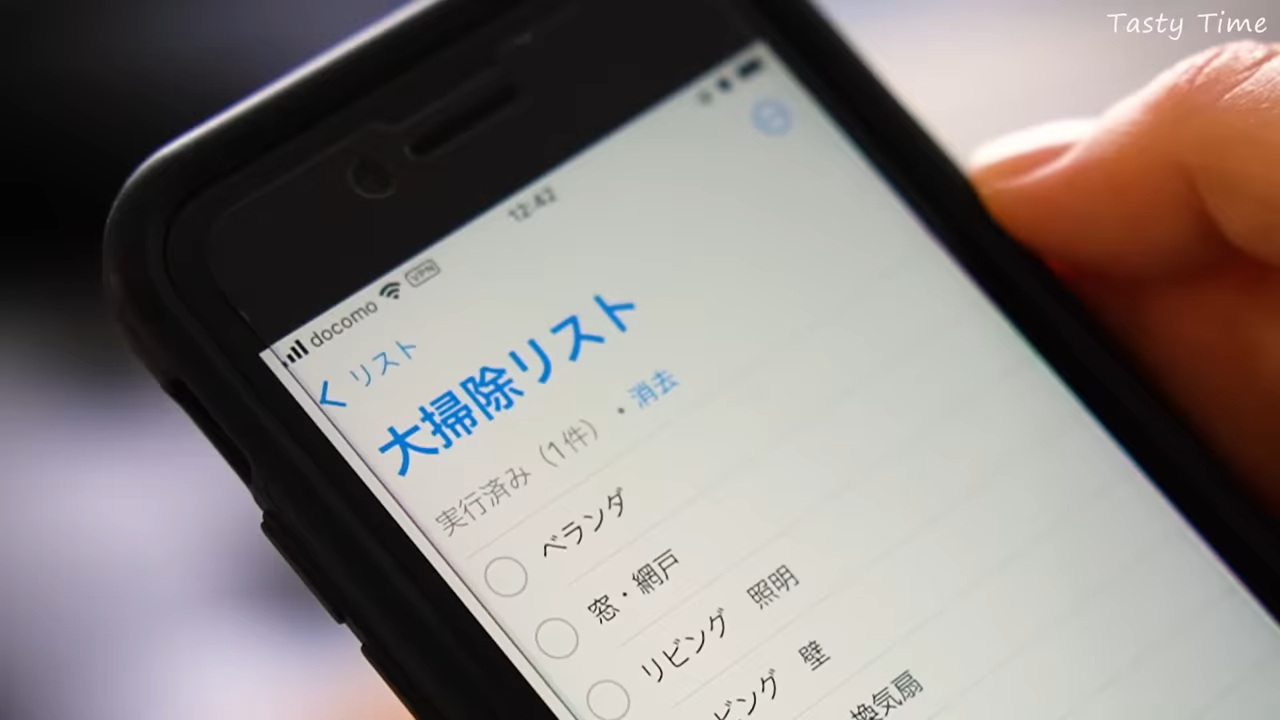 Tasty Time
docomo VPN 12:42
リスト
大掃除リスト
実行済み（1件）・消去
ベランダ
窓・網戸
リビング 照明
ビング 壁
換気扇